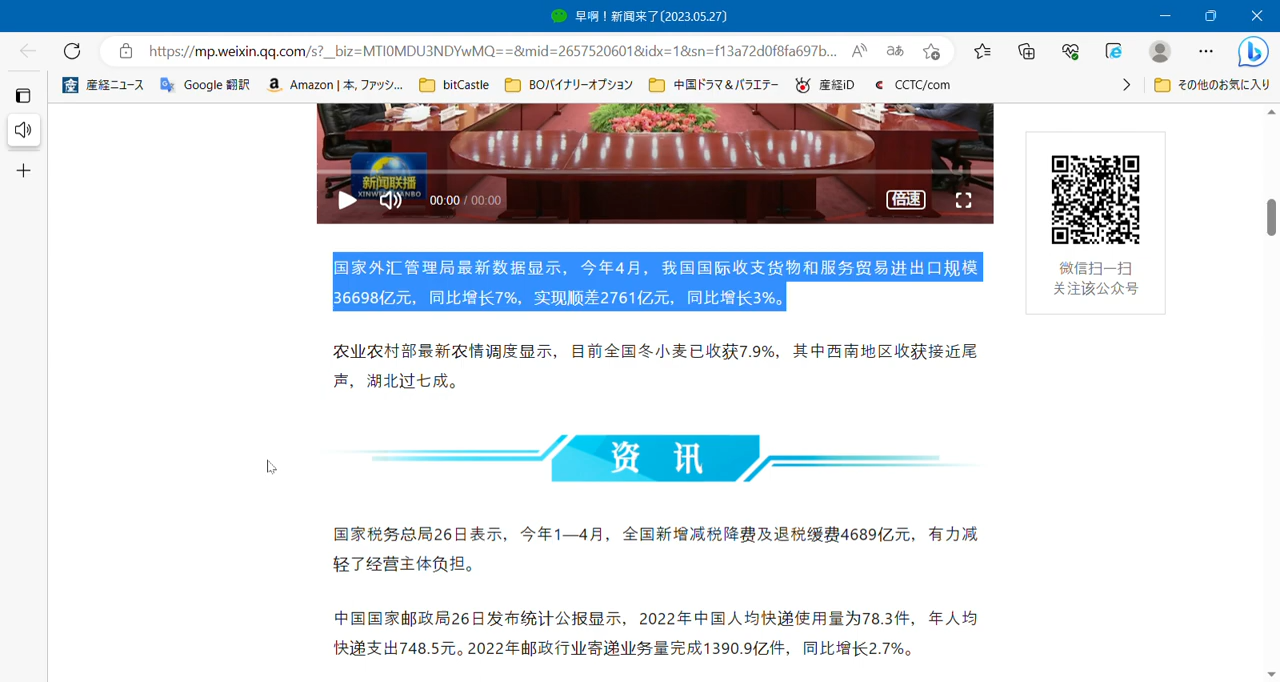 早啊！新闻来了〔2023.05.27〕
https://mp.weixin.qq.com/s?__biz=MTI0MDU3NDYwMQ==&mid=2657520601&idx=1&sn=f13a72d0f8fa697b...
産経ニュース
Google 翻訳
Amazon | 本, ファッシ...
bitCastle
BOバイナリーオプション
中国ドラマ＆バラエテー
産経iD
CCTC/com
その他のお気に入り
新闻联播
XINWENLIANBO
00:00 / 00:00
倍速
国家外汇管理局最新数据显示，今年4月，我国国际收支货物和服务贸易进出口规模
36698亿元，同比增长7%，实现顺差2761亿元，同比增长3%。
微信扫一扫
关注该公众号
农业农村部最新农情调度显示，目前全国冬小麦已收获7.9%，其中西南地区收获接近尾
声，湖北过七成。
资 讯
国家税务总局26日表示，今年1—4月，全国新增减税降费及退税缓费4689亿元，有力减
轻了经营主体负担。
中国国家邮政局26日发布统计公报显示，2022年中国人均快递使用量为78.3件，年人均
快递支出748.5元。2022年邮政行业寄递业务量完成1390.9亿件，同比增长2.7%。